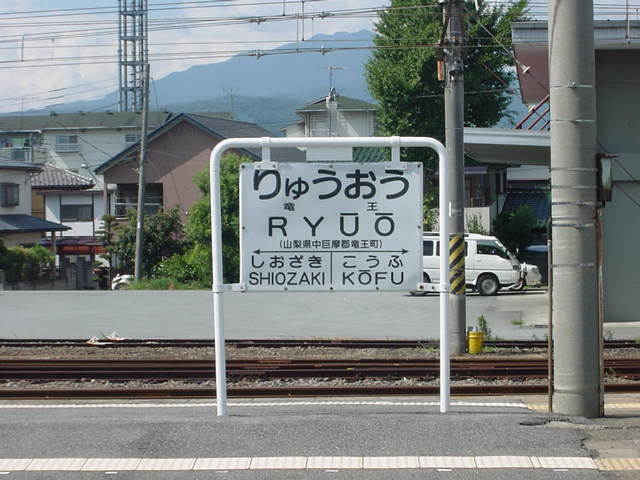 りゅうおう
竜 王
RYŪŌ
(山梨県中巨摩郡竜王町)
しおざき こうふ
SHIOZAKI KŌFU